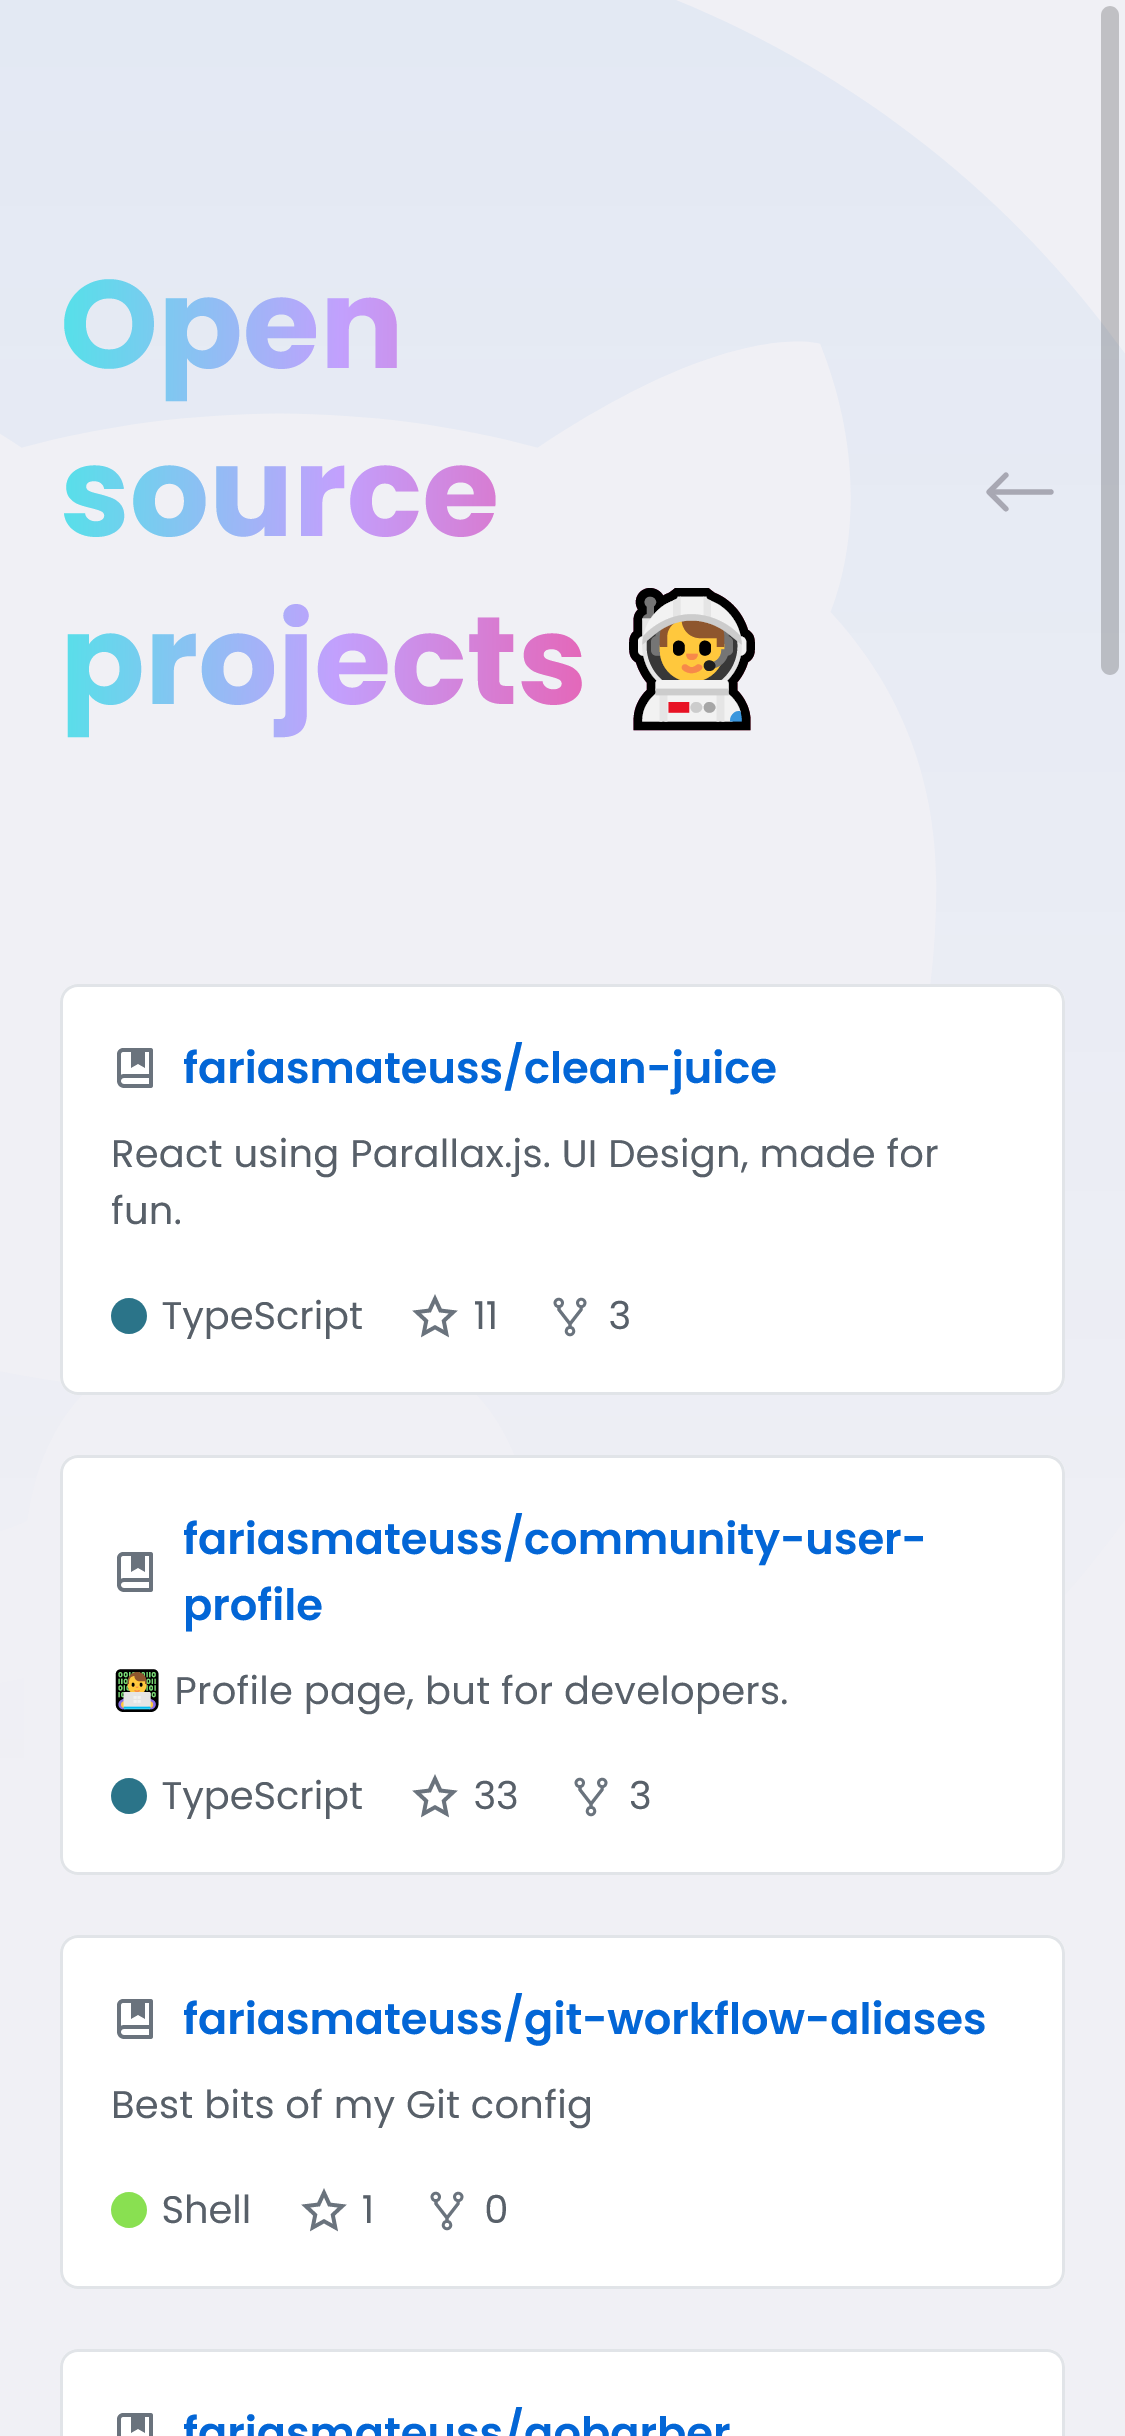 Open
source
projects
fariasmateuss/clean-juice
React using Parallax.js. UI Design, made for
fun.
TypeScript 11 3
fariasmateuss/community-user-
profile
Profile page, but for developers.
TypeScript 33 3
fariasmateuss/git-workflow-aliases
Best bits of my Git config
Shell 1 0
fariasmateuss/gobarber